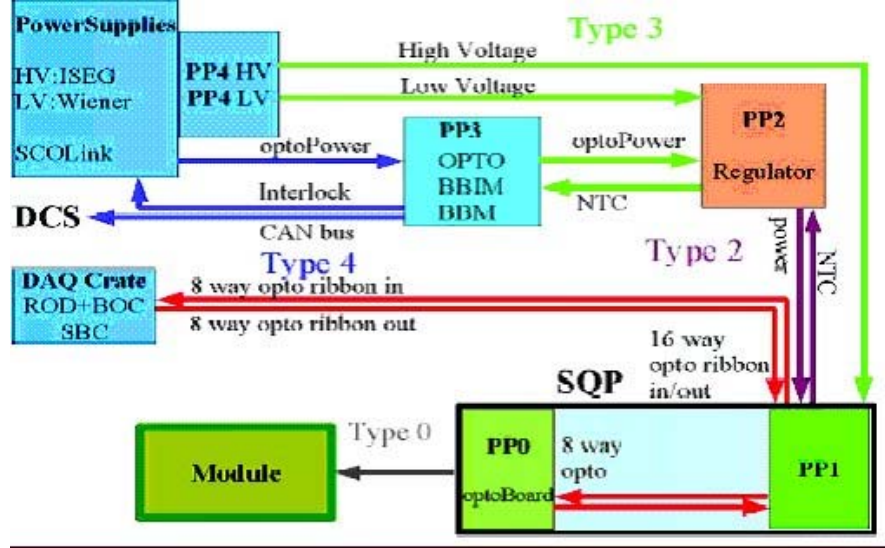 PowerSupplies
HV:ISEG
LV:Wiener
SCOLink
PP4 HV
PP4 LV
Type 3
High Voltage
Low Voltage
PP2
Regulator
PP3
OPTO
BBIM
BBM
optoPower
optoPower
Interlock
NTC
CAN bus
DCS
Type 4
Type 2
power
NTC
DAQ Crate
ROD+BOC
SBC
8 way opto ribbon in
8 way opto ribbon out
16 way
opto ribbon
in/out
SQP
Type 0
Module
PP0
optoBoard
8 way
opto
PP1